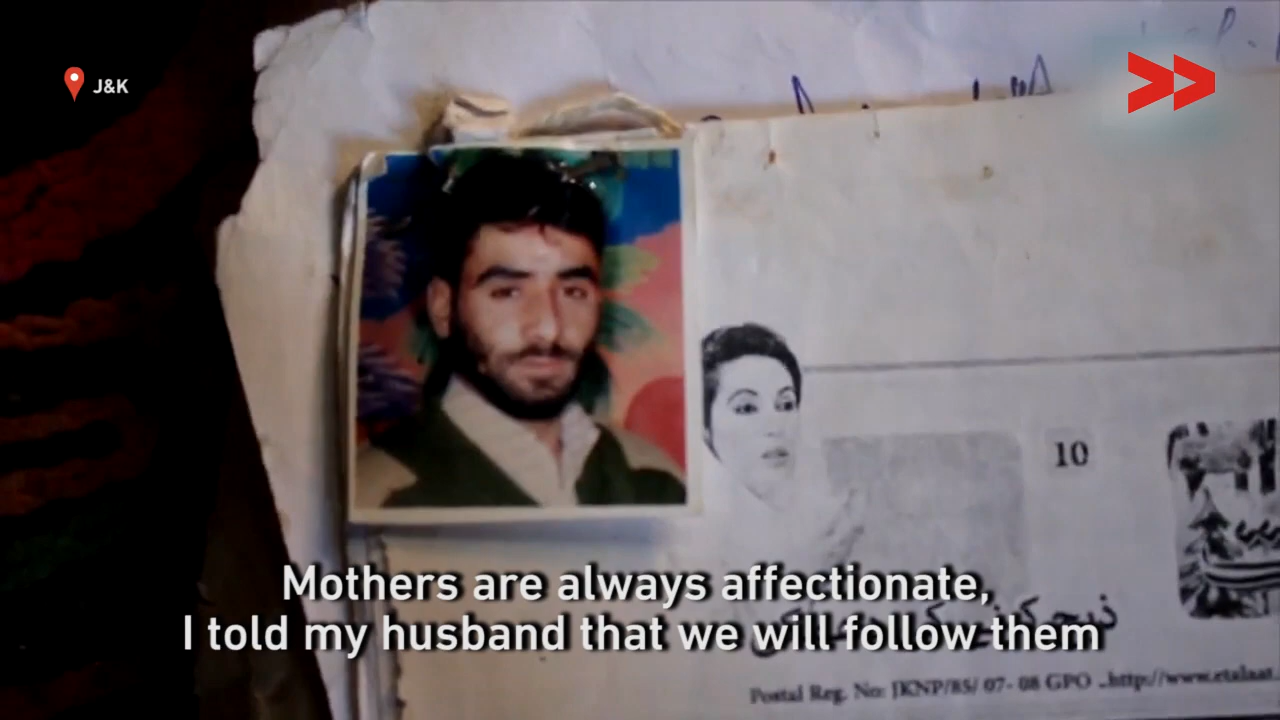 J&K
10
Mothers are always affectionate,
I told my husband that we will follow them
Postal Reg. No: JKNP/85/ 07- 08 GPO ..http://www.etalaat.